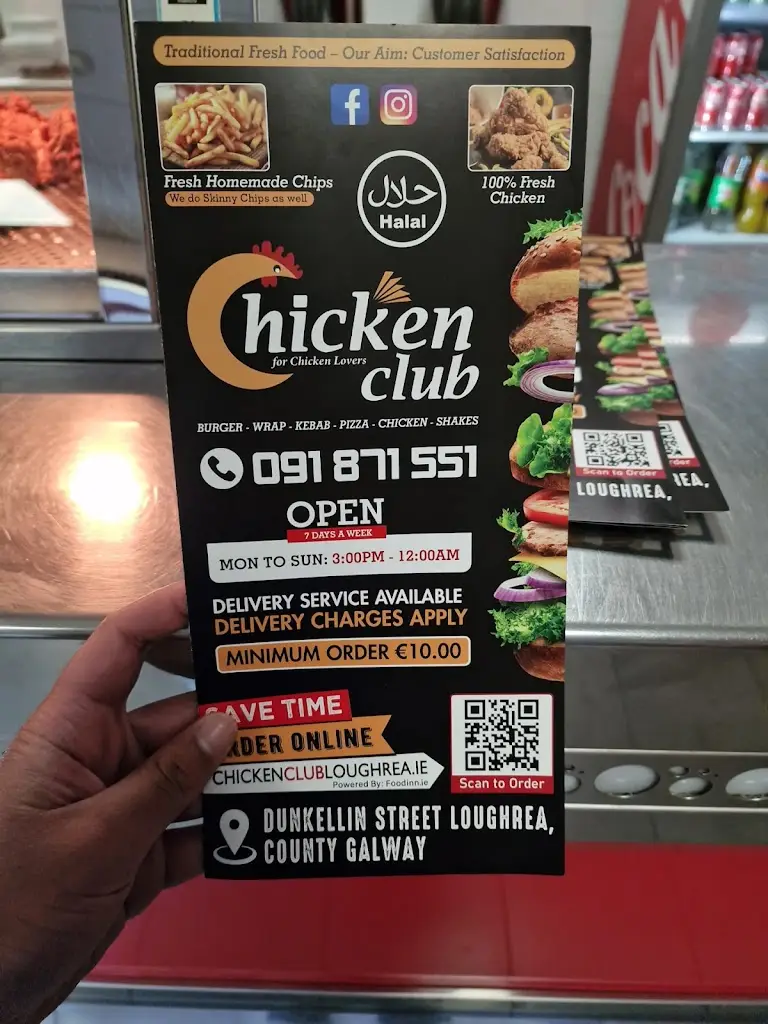 Traditional Fresh Food – Our Aim: Customer Satisfaction
Fresh Homemade Chips
We do Skinny Chips as well
حلال
Halal
100% Fresh
Chicken
Chicken
for Chicken Lovers
club
BURGER - WRAP - KEBAB - PIZZA - CHICKEN - SHAKES
091 871 551
OPEN
7 DAYS A WEEK
MON TO SUN: 3:00PM - 12:00AM
DELIVERY SERVICE AVAILABLE
DELIVERY CHARGES APPLY
MINIMUM ORDER €10.00
SAVE TIME
ORDER ONLINE
CHICKENCLUBLOUGHREA.IE
Powered By: Foodinn.ie
Scan to Order
DUNKELLIN STREET LOUGHREA,
COUNTY GALWAY
Scan to Order
LOUGHREA,